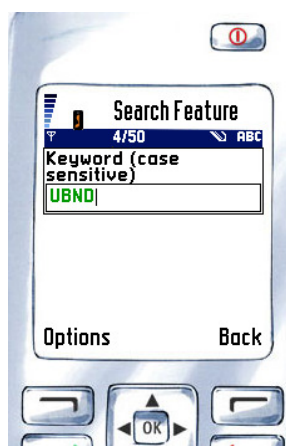 Search Feature
4/50 ABC
Keyword (case
sensitive)
UBND
Options Back
OK